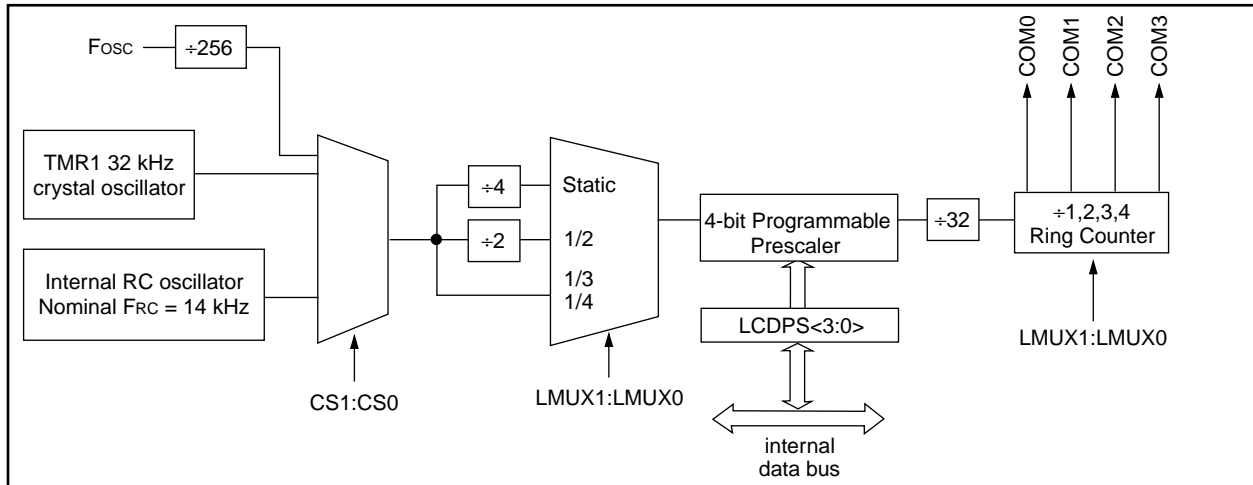 FOSC
÷256
COM0
COM1
COM2
COM3
TMR1 32 kHz
crystal oscillator
÷4
Static
÷2
1/2
1/3
1/4
4-bit Programmable
Prescaler
÷32
÷1,2,3,4
Ring Counter
Internal RC oscillator
Nominal FRC = 14 kHz
LCDPS<3:0>
LMUX1:LMUX0
CS1:CS0
LMUX1:LMUX0
internal
data bus